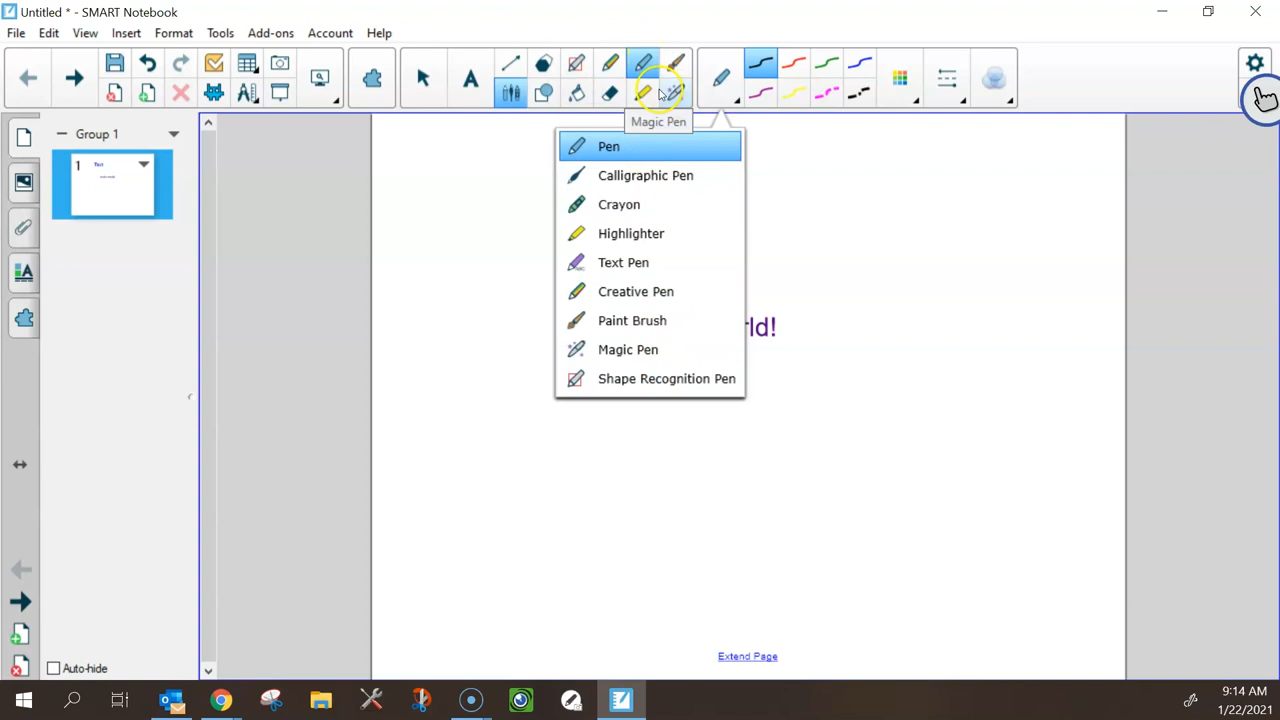 Untitled * - SMART Notebook
File Edit View Insert Format Tools Add-ons Account Help
Magic Pen
Group 1
1
Pen
Calligraphic Pen
Crayon
Highlighter
Text Pen
Creative Pen
Paint Brush
Magic Pen
Shape Recognition Pen
rld!
Extend Page
Auto-hide
9:14 AM
1/22/2021